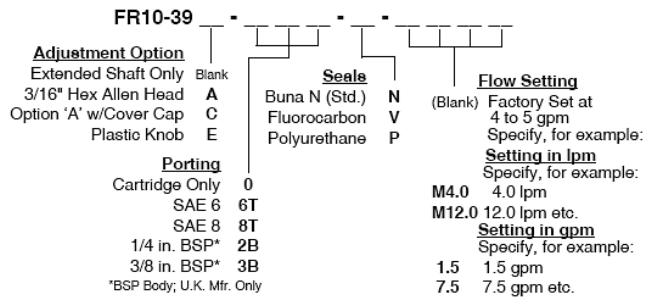 FR10-39 __ - __ __ __ - __ - __ __ __ __
Adjustment Option
Extended Shaft Only Blank
3/16" Hex Allen Head A
Option 'A' w/Cover Cap C
Plastic Knob E
Porting
Cartridge Only 0
SAE 6 6T
SAE 8 8T
1/4 in. BSP* 2B
3/8 in. BSP* 3B
*BSP Body; U.K. Mfr. Only
Seals
Buna N (Std.) N
Fluorocarbon V
Polyurethane P
Flow Setting
(Blank) Factory Set at
4 to 5 gpm
Specify, for example:
Setting in lpm
Specify, for example:
M4.0 4.0 lpm
M12.0 12.0 lpm etc.
Setting in gpm
Specify, for example:
1.5 1.5 gpm
7.5 7.5 gpm etc.